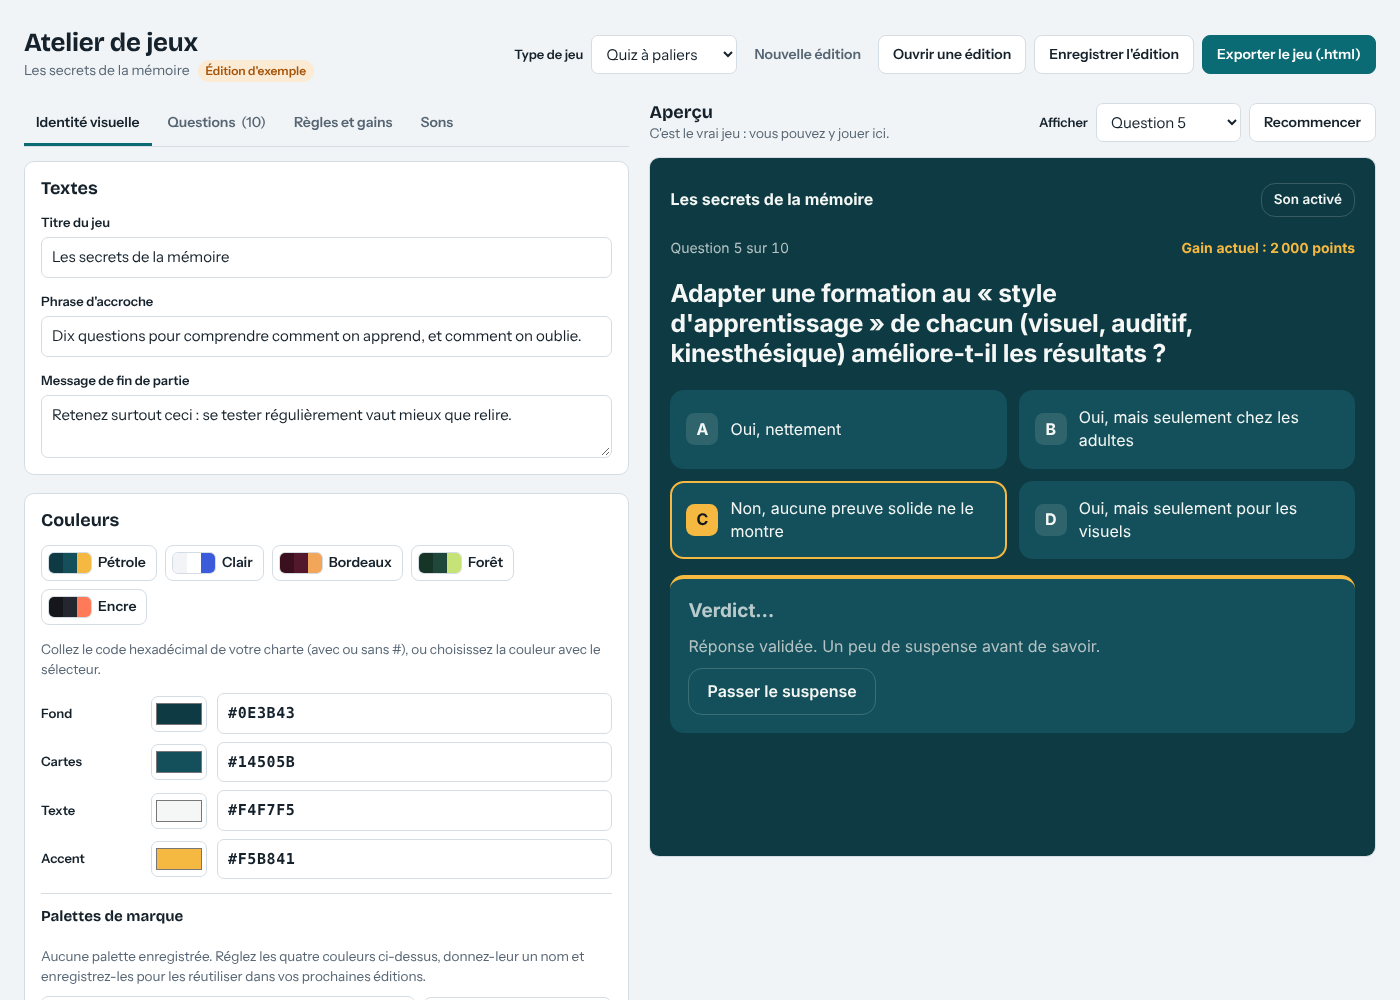 Atelier de jeux
Les secrets de la mémoire
Édition d'exemple
Type de jeu
Quiz à paliers
Nouvelle édition
Ouvrir une édition
Enregistrer l'édition
Exporter le jeu (.html)
Identité visuelle
Questions (10)
Règles et gains
Sons
Textes
Titre du jeu
Les secrets de la mémoire
Phrase d'accroche
Dix questions pour comprendre comment on apprend, et comment on oublie.
Message de fin de partie
Retenez surtout ceci : se tester régulièrement vaut mieux que relire.
Couleurs
Pétrole
Clair
Bordeaux
Forêt
Encre
Collez le code hexadécimal de votre charte (avec ou sans #), ou choisissez la couleur avec le
sélecteur.
Fond
#0E3B43
Cartes
#14505B
Texte
#F4F7F5
Accent
#F5B841
Palettes de marque
Aucune palette enregistrée. Réglez les quatre couleurs ci-dessus, donnez-leur un nom et
enregistrez-les pour les réutiliser dans vos prochaines éditions.
Aperçu
C'est le vrai jeu : vous pouvez y jouer ici.
Afficher
Question 5
Recommencer
Les secrets de la mémoire
Son activé
Question 5 sur 10
Gain actuel : 2 000 points
Adapter une formation au « style
d'apprentissage » de chacun (visuel, auditif,
kinesthésique) améliore-t-il les résultats ?
A
Oui, nettement
B
Oui, mais seulement chez les
adultes
C
Non, aucune preuve solide ne le
montre
D
Oui, mais seulement pour les
visuels
Verdict...
Réponse validée. Un peu de suspense avant de savoir.
Passer le suspense